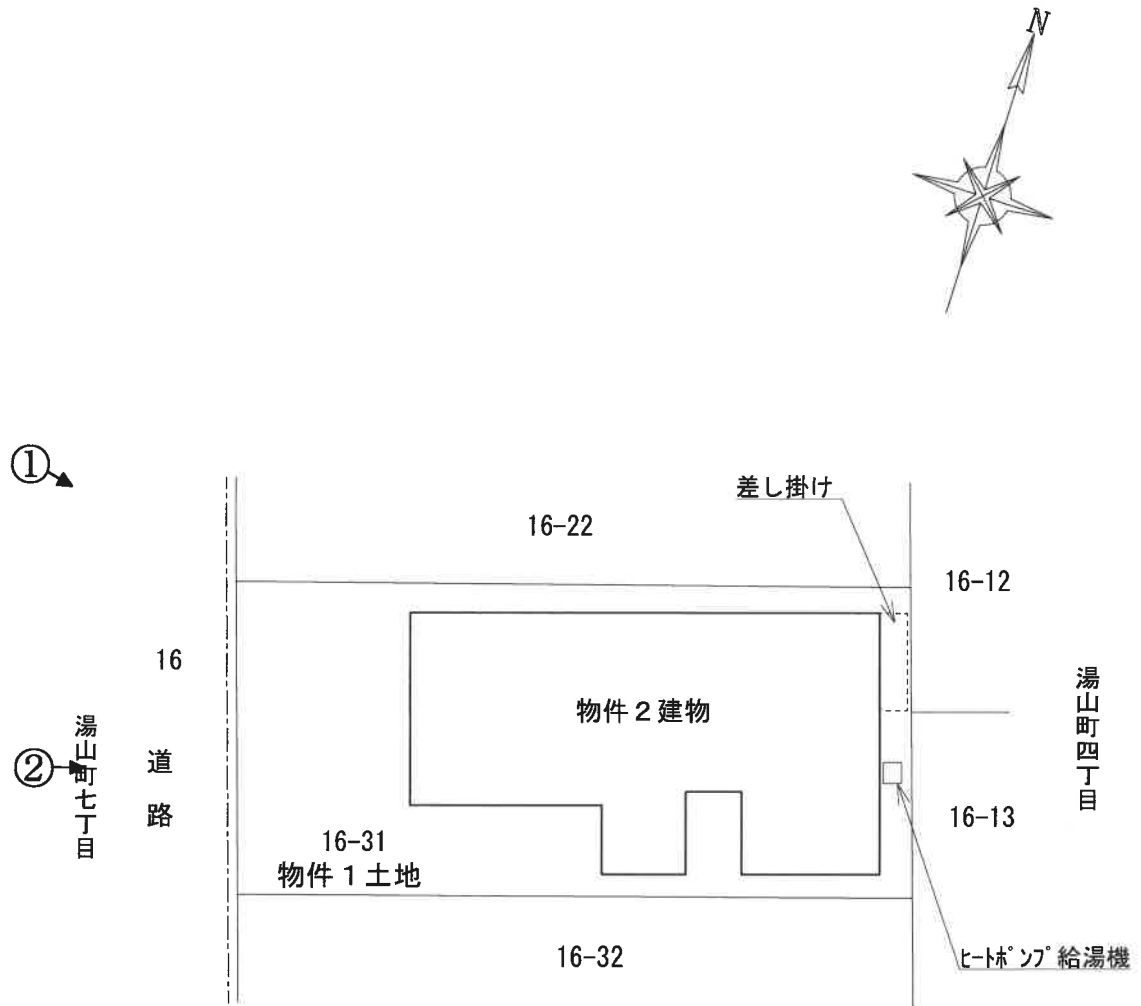 N
①
差し掛け
16-22
16-12
16
物件２建物
湯山町七丁目
②
道路
湯山町四丁目
16-31
物件１土地
16-13
16-32
ﾋｰﾄﾎﾟﾝﾌﾟ給湯機